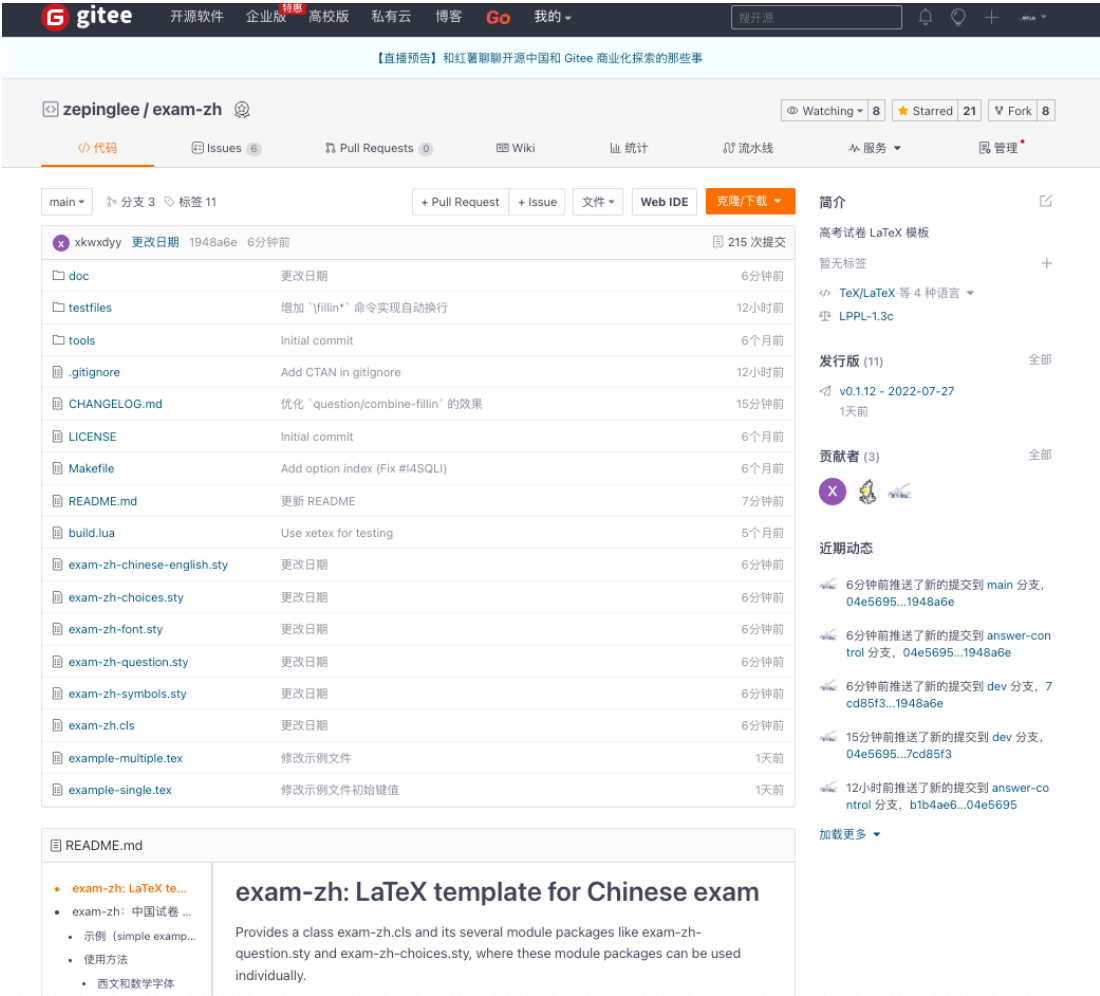 gitee 开源软件 企业版 特惠 高校版 私有云 博客 Go 我的 搜开源
【直播预告】和红薯聊聊开源中国和 Gitee 商业化探索的那些事
zepinglee / exam-zh Watching 8 Starred 21 Fork 8
代码 Issues 6 Pull Requests 0 Wiki 统计 流水线 服务 管理
main 分支 3 标签 11 + Pull Request + Issue 文件 Web IDE 克隆/下载
x xkwxdyy 更改日期 1948a6e 6分钟前 215 次提交
doc 更改日期 6分钟前
testfiles 增加 `\fillin*` 命令实现自动换行 12小时前
tools Initial commit 6个月前
.gitignore Add CTAN in gitignore 12小时前
CHANGELOG.md 优化 `question/combine-fillin` 的效果 15分钟前
LICENSE Initial commit 6个月前
Makefile Add option index (Fix #I4SQLI) 6个月前
README.md 更新 README 7分钟前
build.lua Use xetex for testing 5个月前
exam-zh-chinese-english.sty 更改日期 6分钟前
exam-zh-choices.sty 更改日期 6分钟前
exam-zh-font.sty 更改日期 6分钟前
exam-zh-question.sty 更改日期 6分钟前
exam-zh-symbols.sty 更改日期 6分钟前
exam-zh.cls 更改日期 6分钟前
example-multiple.tex 修改示例文件 1天前
example-single.tex 修改示例文件初始键值 1天前
README.md
exam-zh: LaTeX te...
exam-zh：中国试卷 ...
示例（simple examp...
使用方法
西文和数学字体
exam-zh: LaTeX template for Chinese exam
Provides a class exam-zh.cls and its several module packages like exam-zh-
question.sty and exam-zh-choices.sty, where these module packages can be used
individually.
简介
高考试卷 LaTeX 模板
暂无标签
TeX/LaTeX 等 4 种语言
LPPL-1.3c
发行版 (11) 全部
v0.1.12 - 2022-07-27
1天前
贡献者 (3) 全部
X
近期动态
6分钟前推送了新的提交到 main 分支，
04e5695...1948a6e
6分钟前推送了新的提交到 answer-con
trol 分支，04e5695...1948a6e
6分钟前推送了新的提交到 dev 分支，7
cd85f3...1948a6e
15分钟前推送了新的提交到 dev 分支，
04e5695...7cd85f3
12小时前推送了新的提交到 answer-co
ntrol 分支，b1b4ae6...04e5695
加载更多